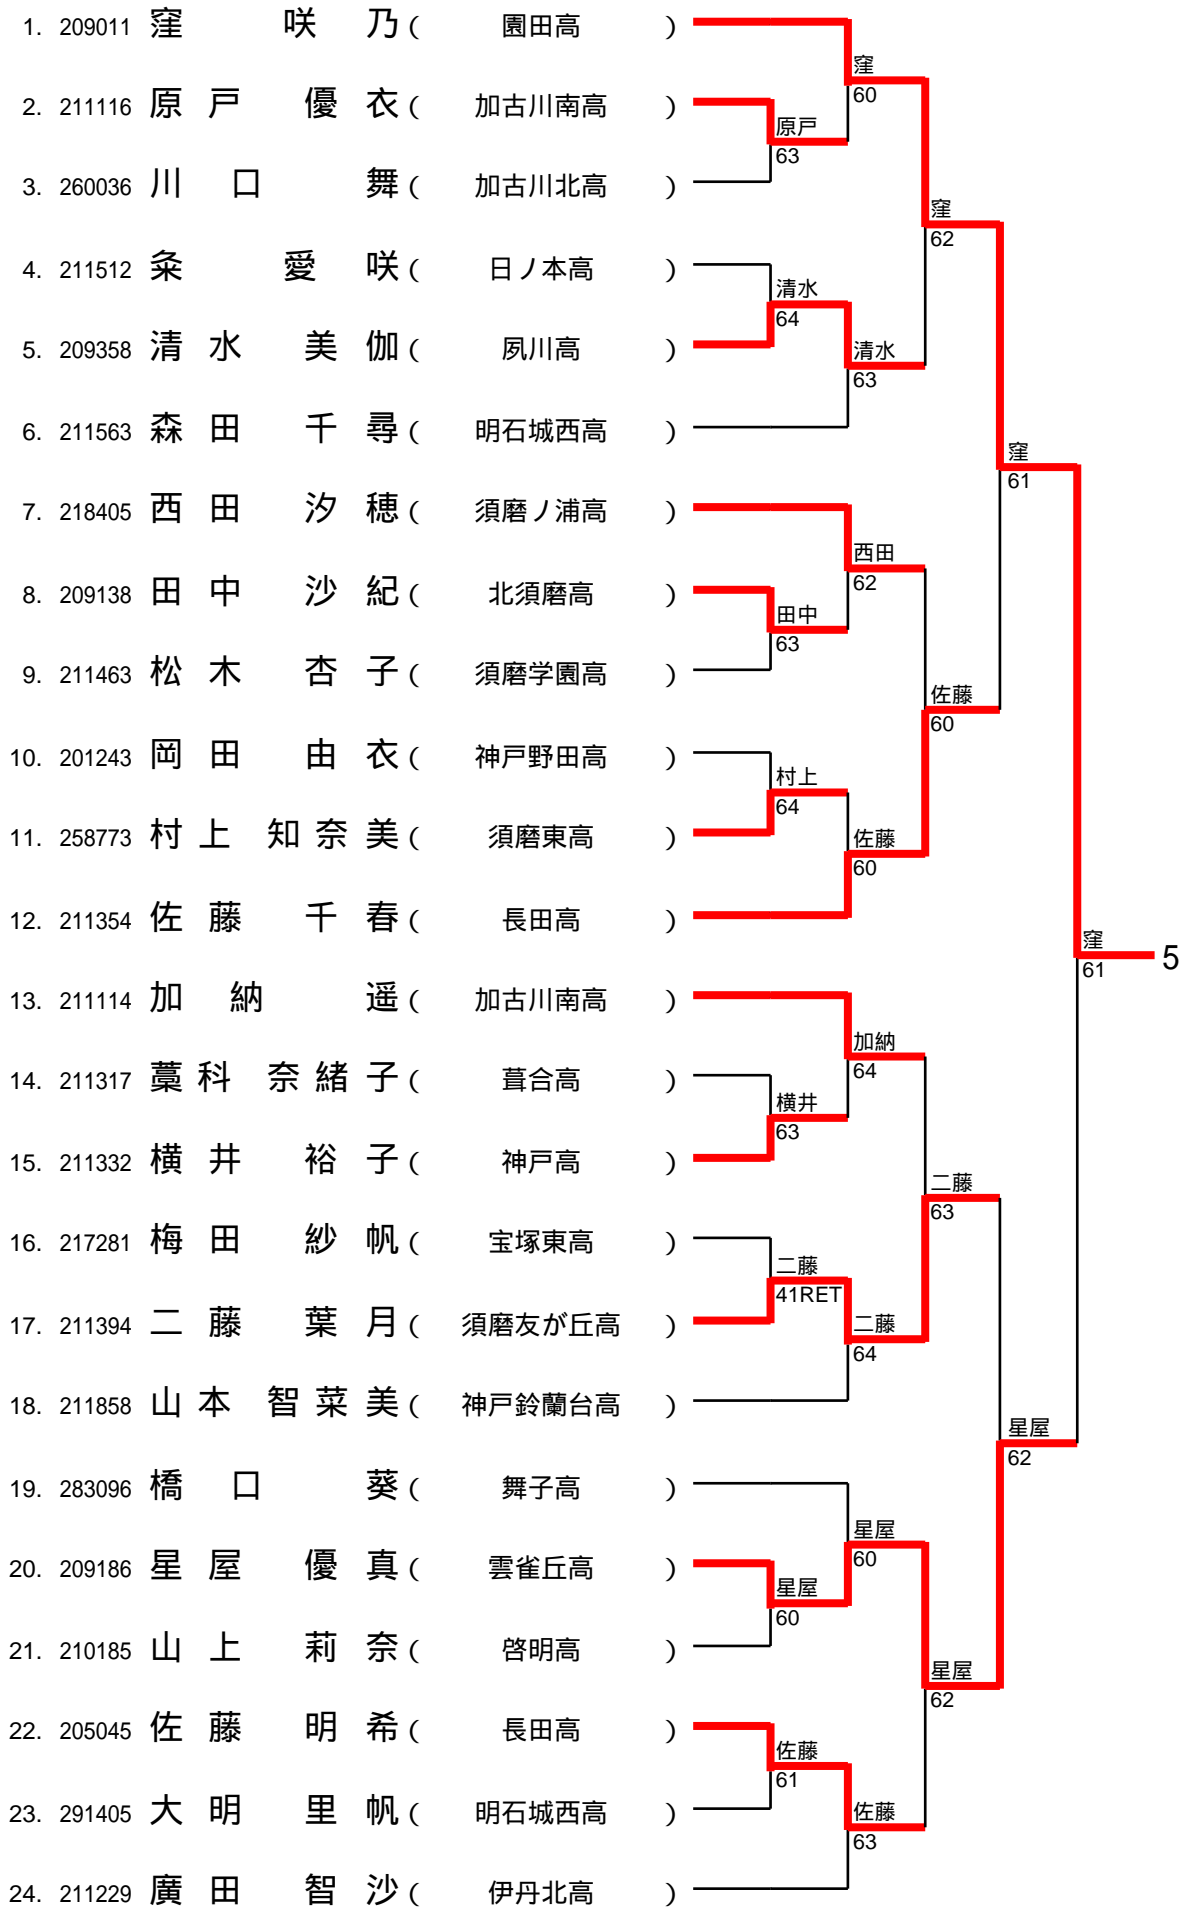 1. 209011 窪 咲 乃 ( 園田高 )
窪
60
2. 211116 原 戸 優 衣 ( 加古川南高 )
原戸
63
3. 260036 川 口 舞 ( 加古川北高 )
窪
62
4. 211512 粂 愛 咲 ( 日ノ本高 )
清水
64
5. 209358 清 水 美 伽 ( 夙川高 )
清水
63
6. 211563 森 田 千 尋 ( 明石城西高 )
窪
61
7. 218405 西 田 汐 穂 ( 須磨ノ浦高 )
西田
62
8. 209138 田 中 沙 紀 ( 北須磨高 )
田中
63
9. 211463 松 木 杏 子 ( 須磨学園高 )
佐藤
60
10. 201243 岡 田 由 衣 ( 神戸野田高 )
村上
64
11. 258773 村 上 知 奈 美 ( 須磨東高 )
佐藤
60
12. 211354 佐 藤 千 春 ( 長田高 )
窪
61
5
13. 211114 加 納 遥 ( 加古川南高 )
加納
64
14. 211317 藁 科 奈 緒 子 ( 葺合高 )
横井
63
15. 211332 横 井 裕 子 ( 神戸高 )
二藤
63
16. 217281 梅 田 紗 帆 ( 宝塚東高 )
二藤
41RET
17. 211394 二 藤 葉 月 ( 須磨友が丘高 )
二藤
64
18. 211858 山 本 智 菜 美 ( 神戸鈴蘭台高 )
星屋
62
19. 283096 橋 口 葵 ( 舞子高 )
星屋
60
20. 209186 星 屋 優 真 ( 雲雀丘高 )
星屋
60
21. 210185 山 上 莉 奈 ( 啓明高 )
星屋
62
22. 205045 佐 藤 明 希 ( 長田高 )
佐藤
61
23. 291405 大 明 里 帆 ( 明石城西高 )
佐藤
63
24. 211229 廣 田 智 沙 ( 伊丹北高 )